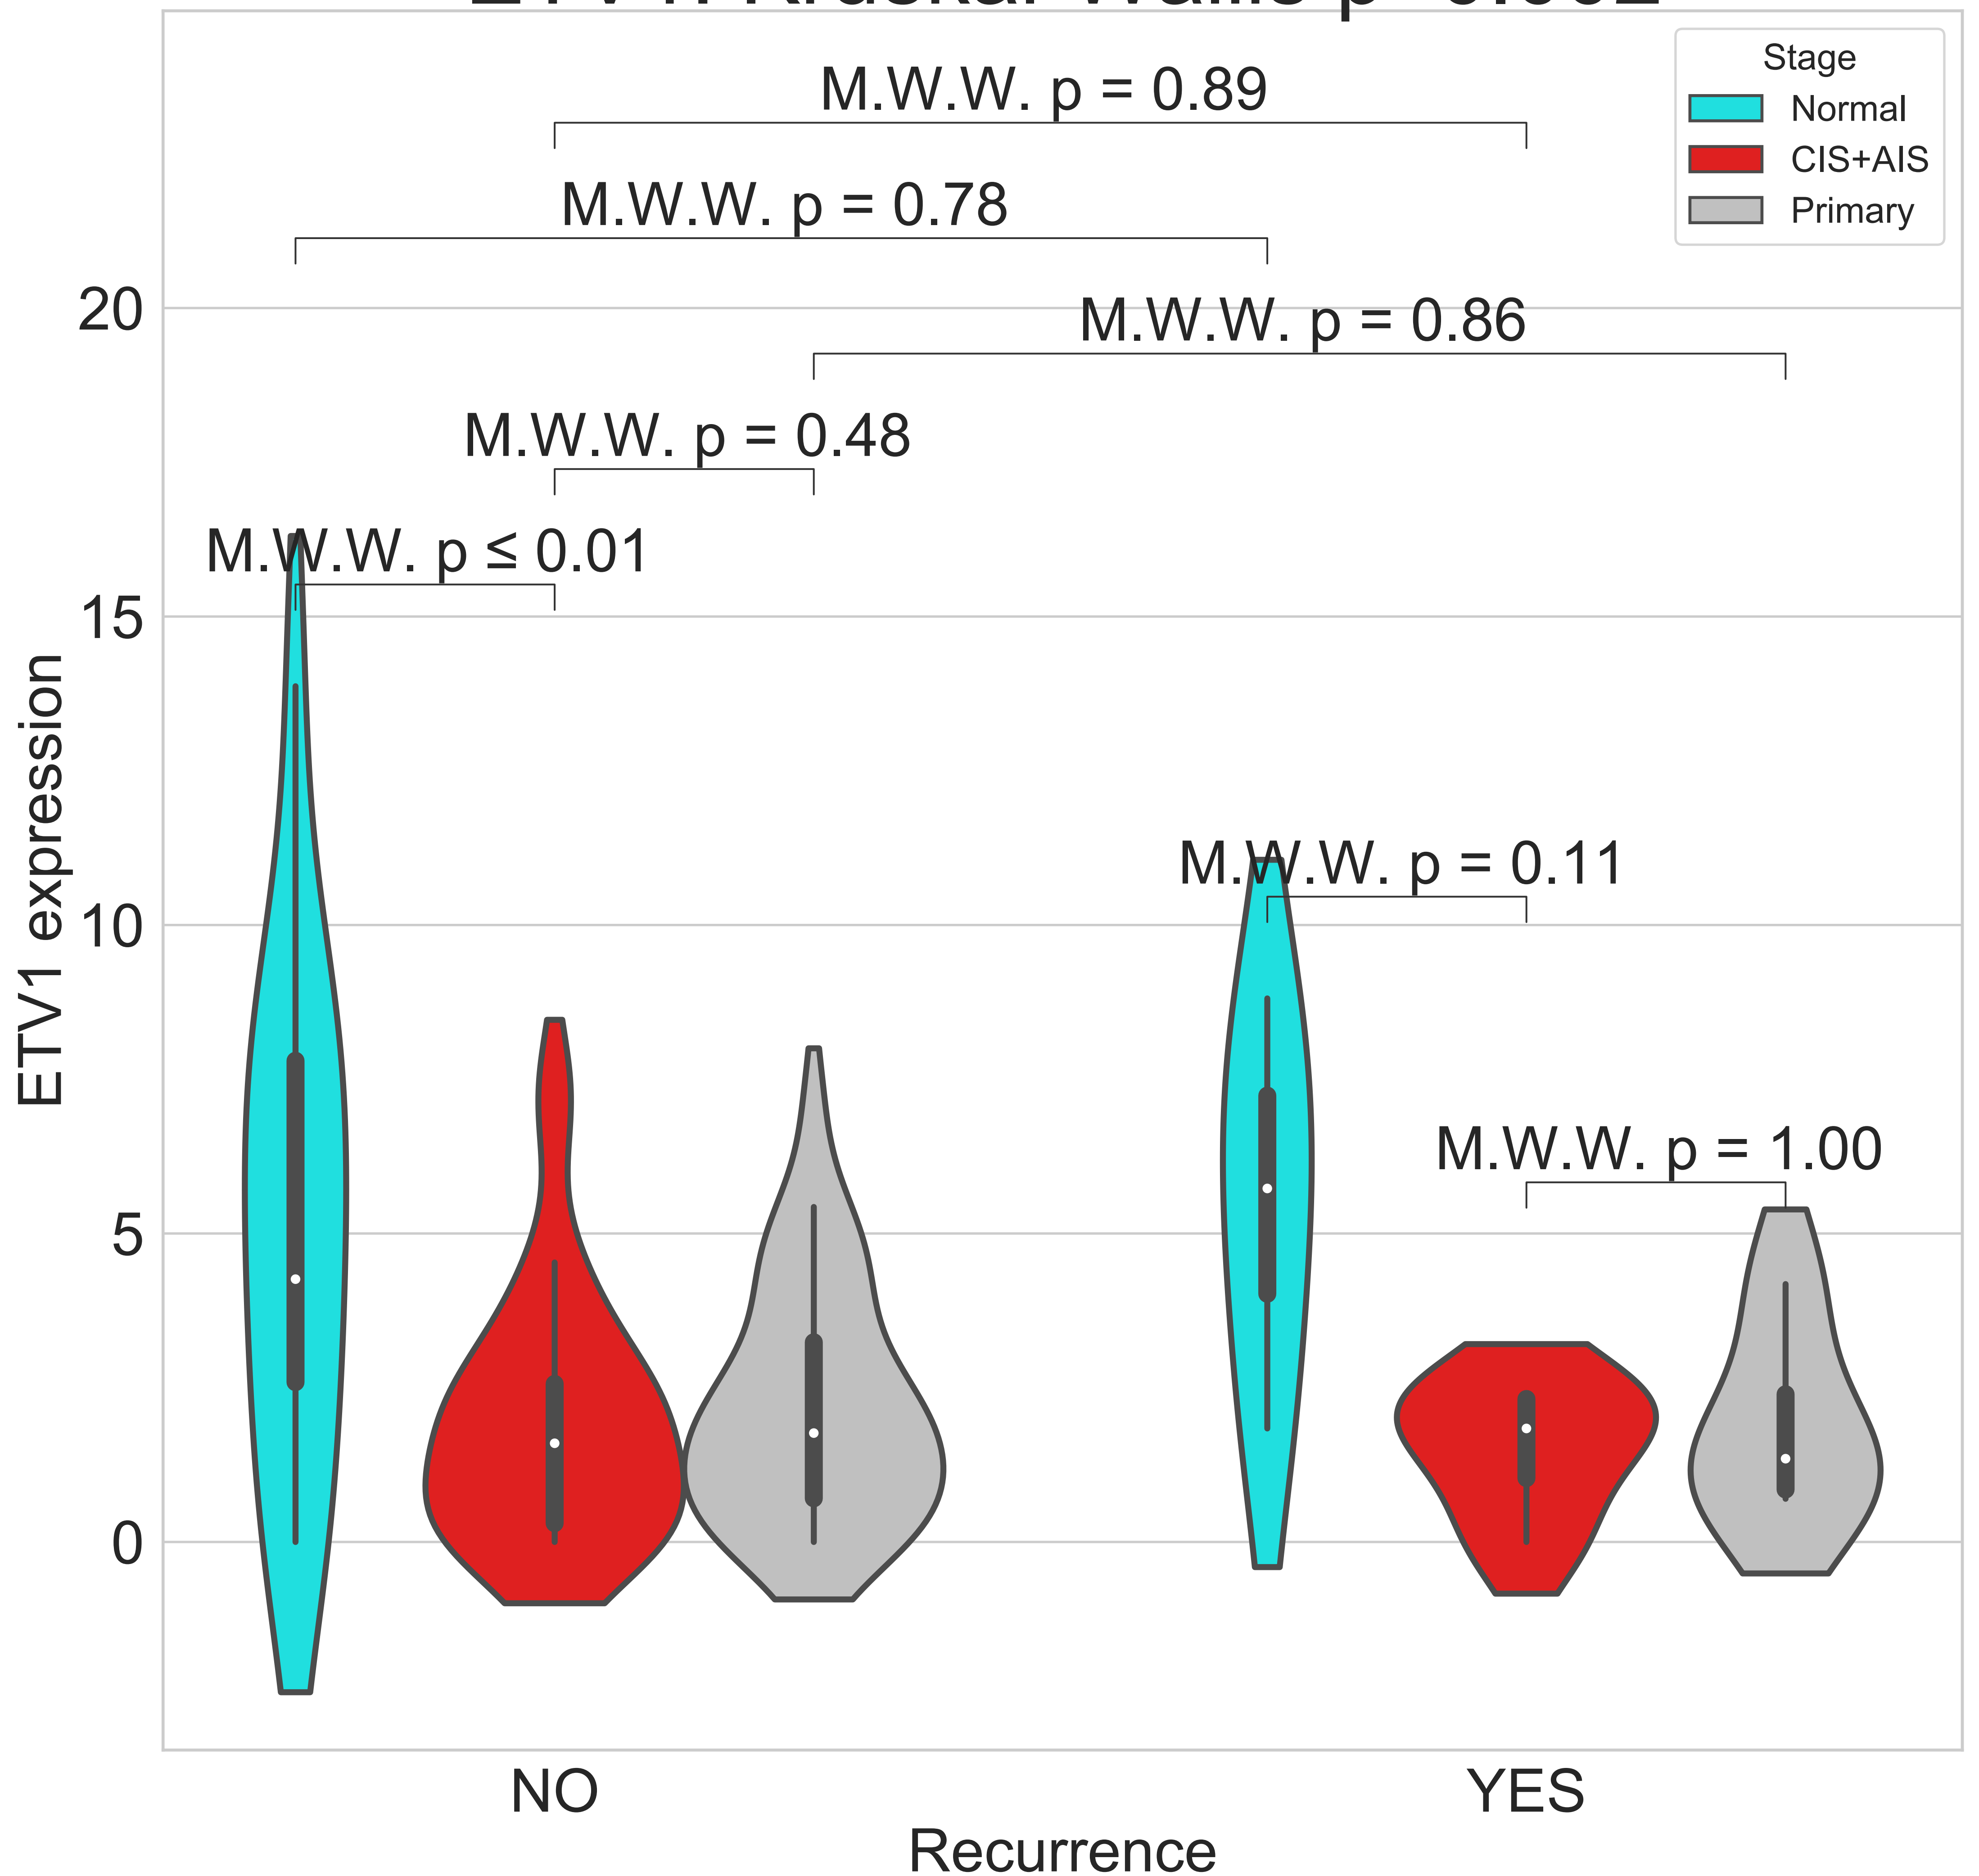 M.W.W. p = 0.89
M.W.W. p = 0.78
M.W.W. p = 0.86
M.W.W. p = 0.48
M.W.W. p ≤ 0.01
M.W.W. p = 0.11
M.W.W. p = 1.00
Stage
Normal
CIS+AIS
Primary
20
15
10
5
0
ETV1 expression
NO
YES
Recurrence